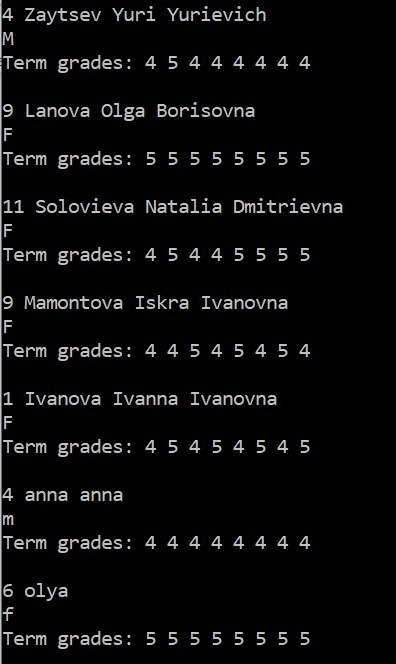 4 Zaytsev Yuri Yurievich
M
Term grades: 4 5 4 4 4 4 4 4
9 Lanova Olga Borisovna
F
Term grades: 5 5 5 5 5 5 5 5
11 Solovieva Natalia Dmitrievna
F
Term grades: 4 5 4 4 5 5 5 5
9 Mamontova Iskra Ivanovna
F
Term grades: 4 4 5 4 5 4 5 4
1 Ivanova Ivanna Ivanovna
F
Term grades: 4 5 4 5 4 5 4 5
4 anna anna
m
Term grades: 4 4 4 4 4 4 4 4
6 olya
f
Term grades: 5 5 5 5 5 5 5 5